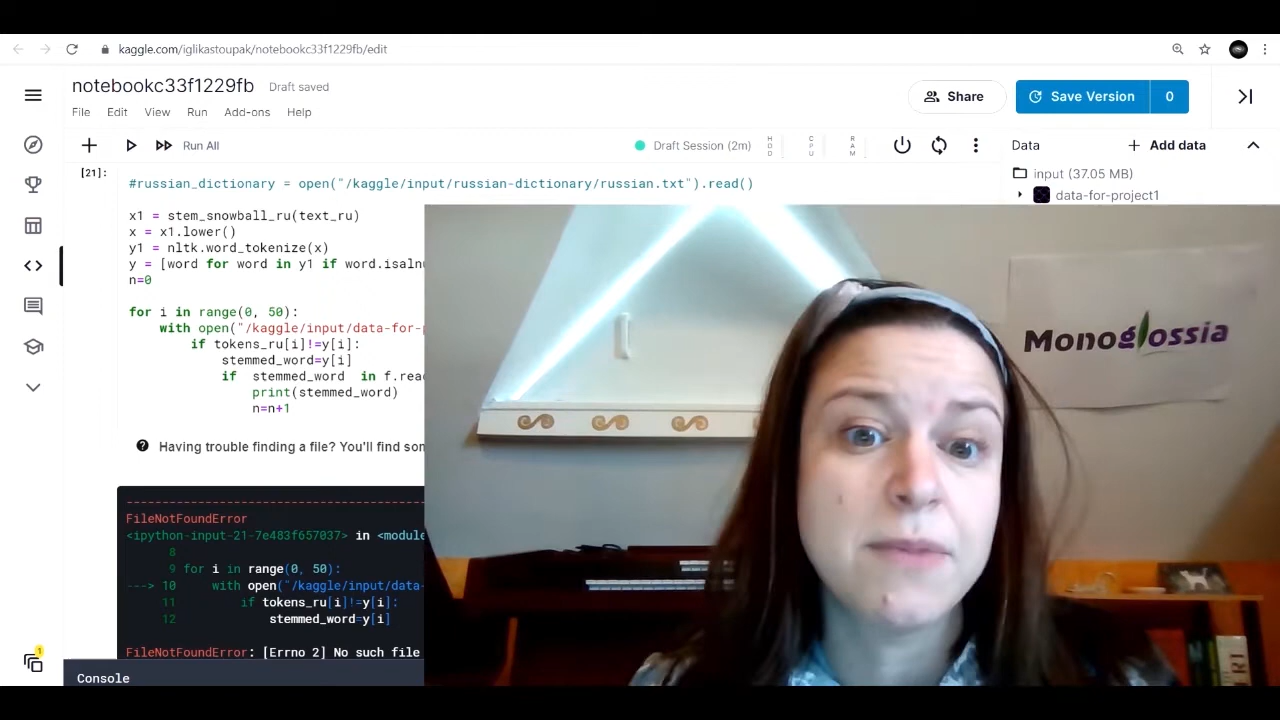 kaggle.com/iglikastoupak/notebookc33f1229fb/edit
notebookc33f1229fb
Draft saved
Share
Save Version
0
File Edit View Run Add-ons Help
Run All
Draft Session (2m)
HDD
CPU
RAM
Data
Add data
input (37.05 MB)
data-for-project1
[21]:
#russian_dictionary = open("/kaggle/input/russian-dictionary/russian.txt").read()
x1 = stem_snowball_ru(text_ru)
x = x1.lower()
y1 = nltk.word_tokenize(x)
y = [word for word in y1 if word.isalnu
n=0
for i in range(0, 50):
with open("/kaggle/input/data-for-p
if tokens_ru[i]!=y[i]:
stemmed_word=y[i]
if stemmed_word in f.read
print(stemmed_word)
n=n+1
Having trouble finding a file? You'll find som
FileNotFoundError
<ipython-input-21-7e483f657037> in <module
8
9 for i in range(0, 50):
---> 10 with open("/kaggle/input/data-
11 if tokens_ru[i]!=y[i]:
12 stemmed_word=y[i]
FileNotFoundError: [Errno 2] No such file
1
Console
Monoglossia